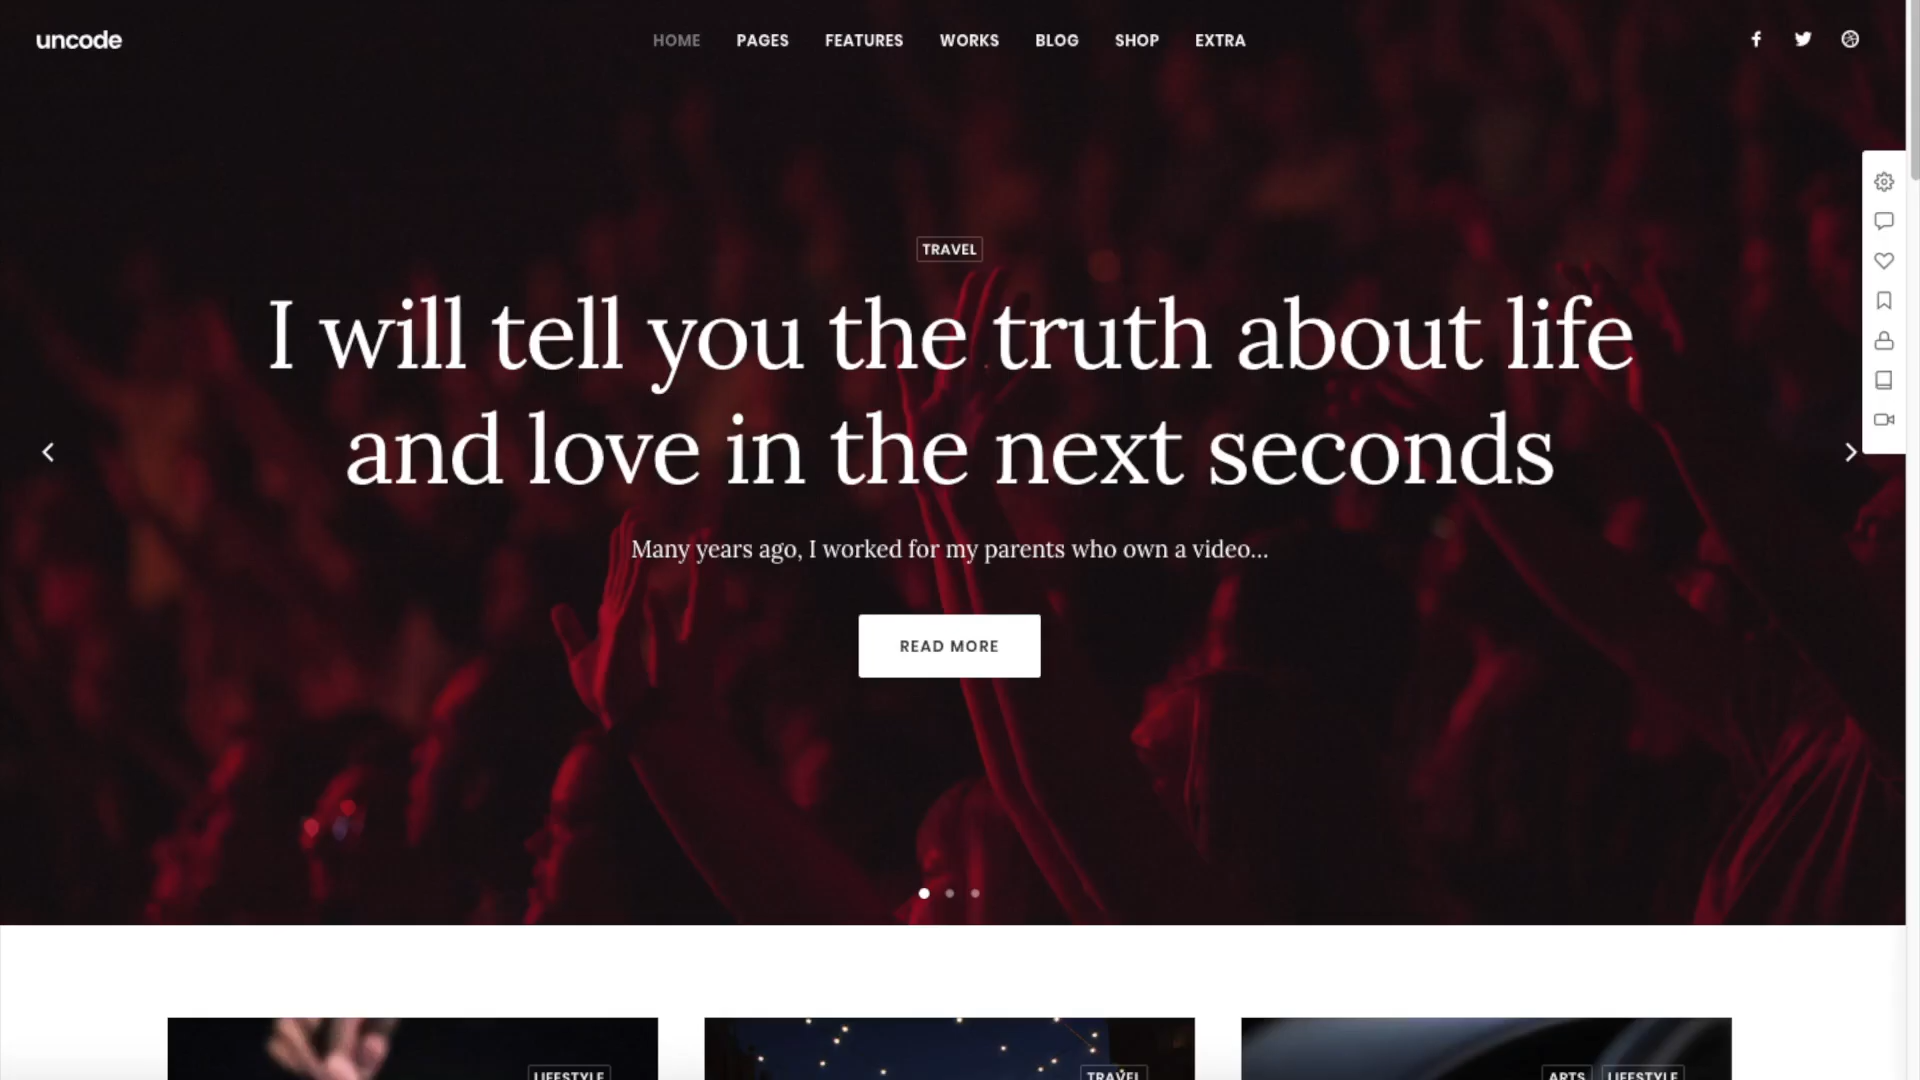 uncode
HOME PAGES FEATURES WORKS BLOG SHOP EXTRA
TRAVEL
I will tell you the truth about life
and love in the next seconds
Many years ago, I worked for my parents who own a video...
READ MORE
LIFESTYLE
TRAVEL
ARTS LIFESTYLE